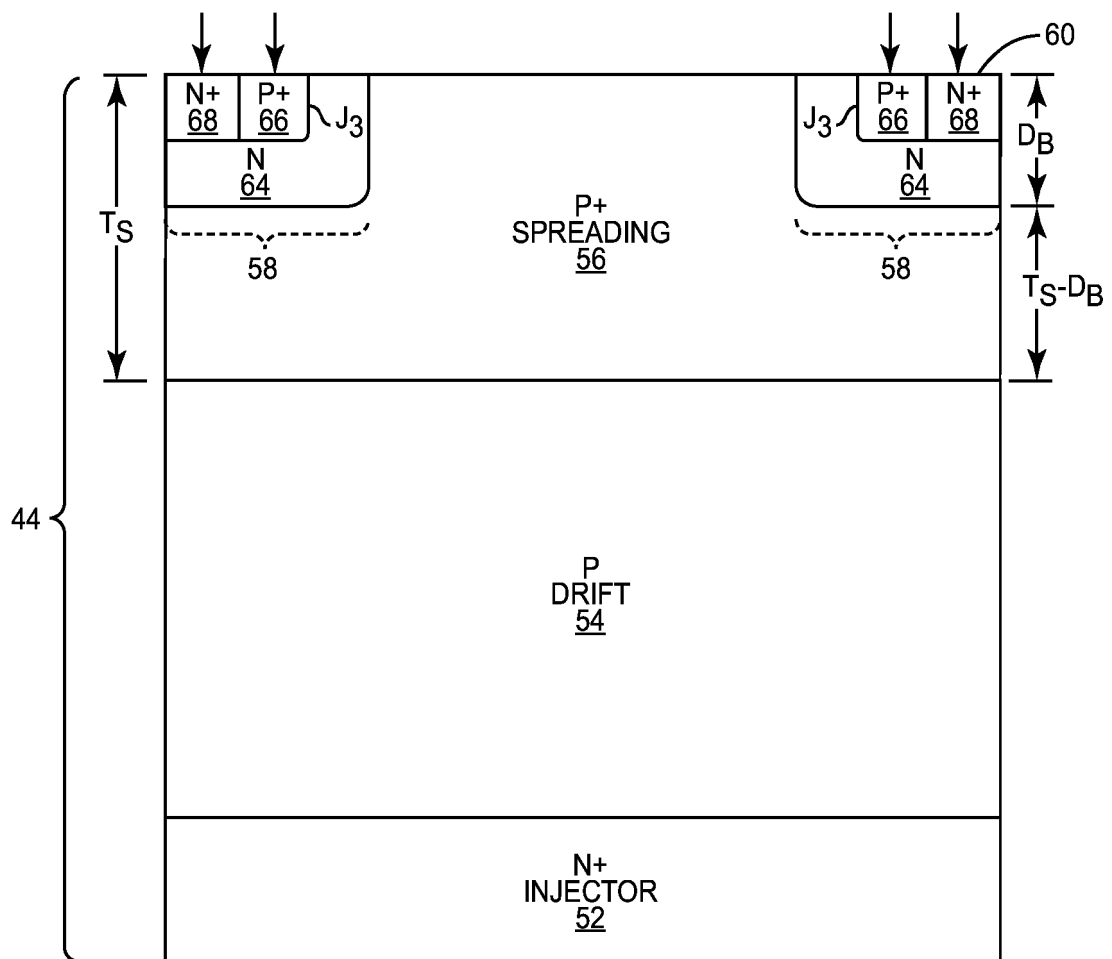 60
N+
68
P+
66
J3
J3
P+
66
N+
68
DB
N
64
N
64
TS
P+
SPREADING
56
58
58
TS-DB
44
P
DRIFT
54
N+
INJECTOR
52